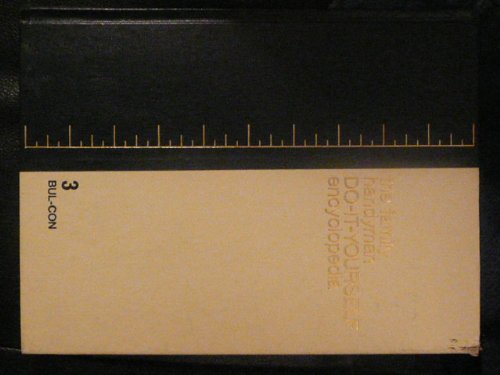 the family
handyman
DO-IT-YOURSELF
encyclopedia
3
BUL-CON